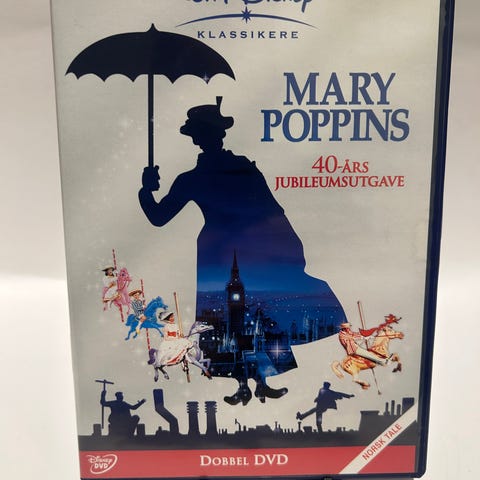 Walt Disney
KLASSIKERE
MARY
POPPINS
40-ÅRS
JUBILEUMSUTGAVE
NORSK TALE
DOBBEL DVD
DISNEY
DVD